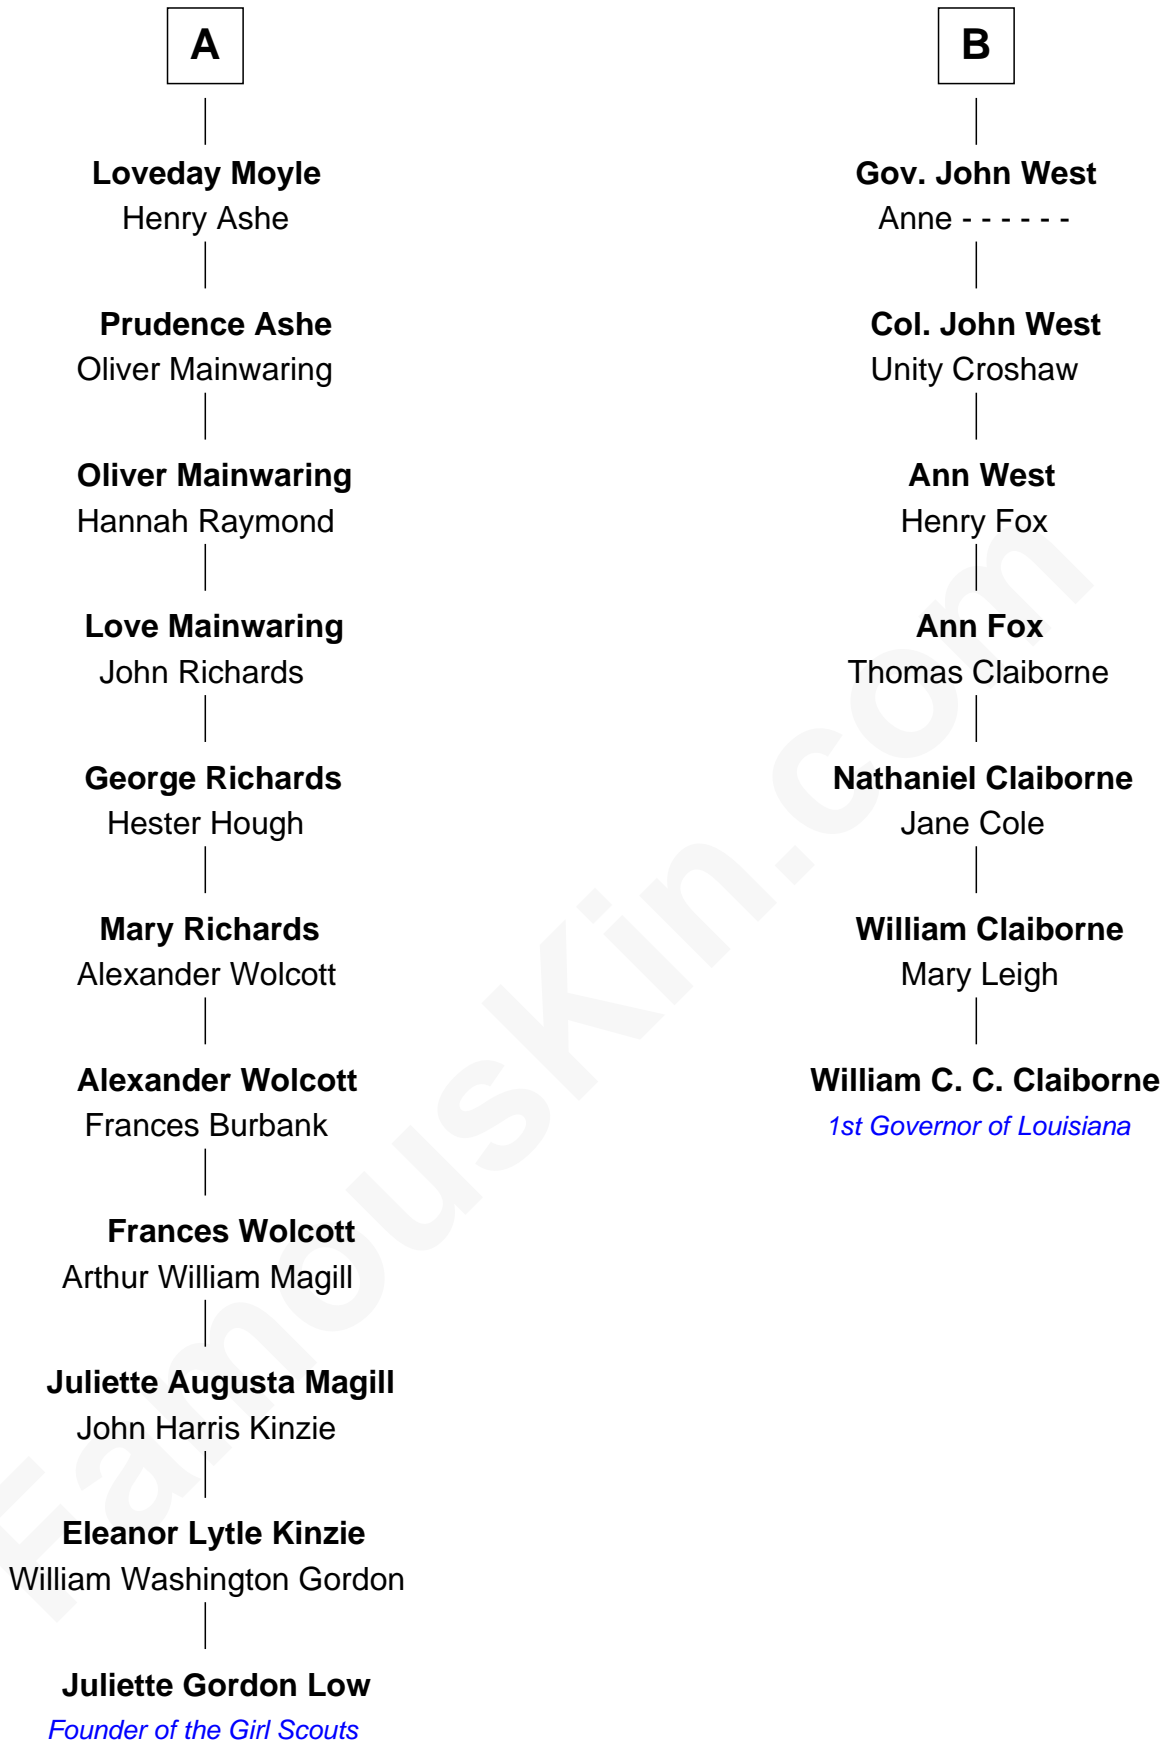 A
Loveday Moyle
Henry Ashe
Prudence Ashe
Oliver Mainwaring
Oliver Mainwaring
Hannah Raymond
Love Mainwaring
John Richards
George Richards
Hester Hough
Mary Richards
Alexander Wolcott
Alexander Wolcott
Frances Burbank
Frances Wolcott
Arthur William Magill
Juliette Augusta Magill
John Harris Kinzie
Eleanor Lytle Kinzie
William Washington Gordon
Juliette Gordon Low
Founder of the Girl Scouts
B
Gov. John West
Anne - - - - - -
Col. John West
Unity Croshaw
Ann West
Henry Fox
Ann Fox
Thomas Claiborne
Nathaniel Claiborne
Jane Cole
William Claiborne
Mary Leigh
William C. C. Claiborne
1st Governor of Louisiana
FamousKin.com